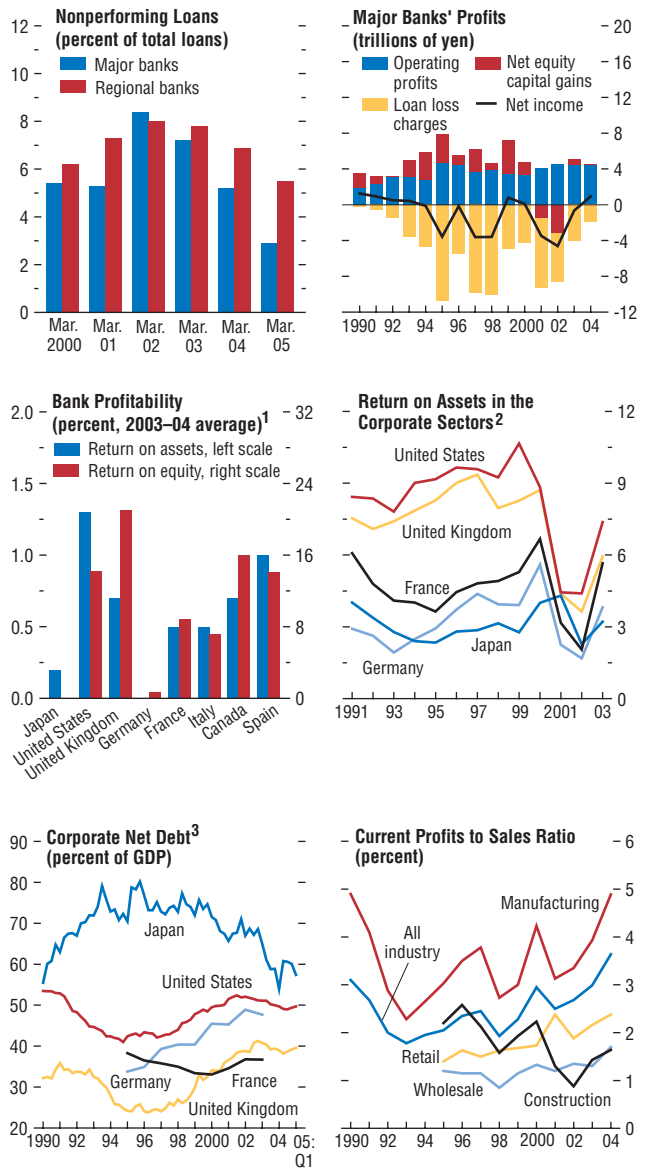 Nonperforming Loans
(percent of total loans)
Major banks
Regional banks
12
10
8
6
4
2
0
Mar.
2000
Mar.
01
Mar.
02
Mar.
03
Mar.
04
Mar.
05
Major Banks' Profits
(trillions of yen)
Operating
profits
Net equity
capital gains
Loan loss
charges
Net income
20
16
12
8
4
0
-4
-8
-12
1990 92 94 96 98 2000 02 04
Bank Profitability
(percent, 2003–04 average)1
Return on assets, left scale
Return on equity, right scale
2.0
1.5
1.0
0.5
0.0
32
24
16
8
0
Japan
United States
United Kingdom
Germany
France
Italy
Canada
Spain
Return on Assets in the
Corporate Sectors2
United States
United Kingdom
France
Japan
Germany
12
9
6
3
0
1991 93 95 97 99 2001 03
Corporate Net Debt3
(percent of GDP)
90
80
70
60
50
40
30
20
Japan
United States
Germany
France
United Kingdom
1990 92 94 96 98 2000 02 04 05:
Q1
Current Profits to Sales Ratio
(percent)
Manufacturing
All
industry
Retail
Wholesale
Construction
6
5
4
3
2
1
0
1990 92 94 96 98 2000 02 04